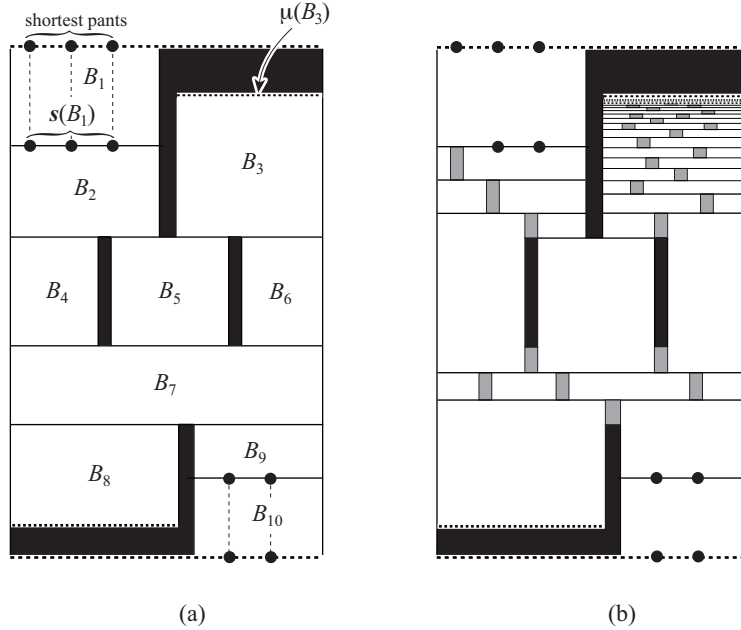 shortest pants
μ(B₃)
B₁
s(B₁)
B₂
B₃
B₄
B₅
B₆
B₇
B₈
B₉
B₁₀
(a)
(b)